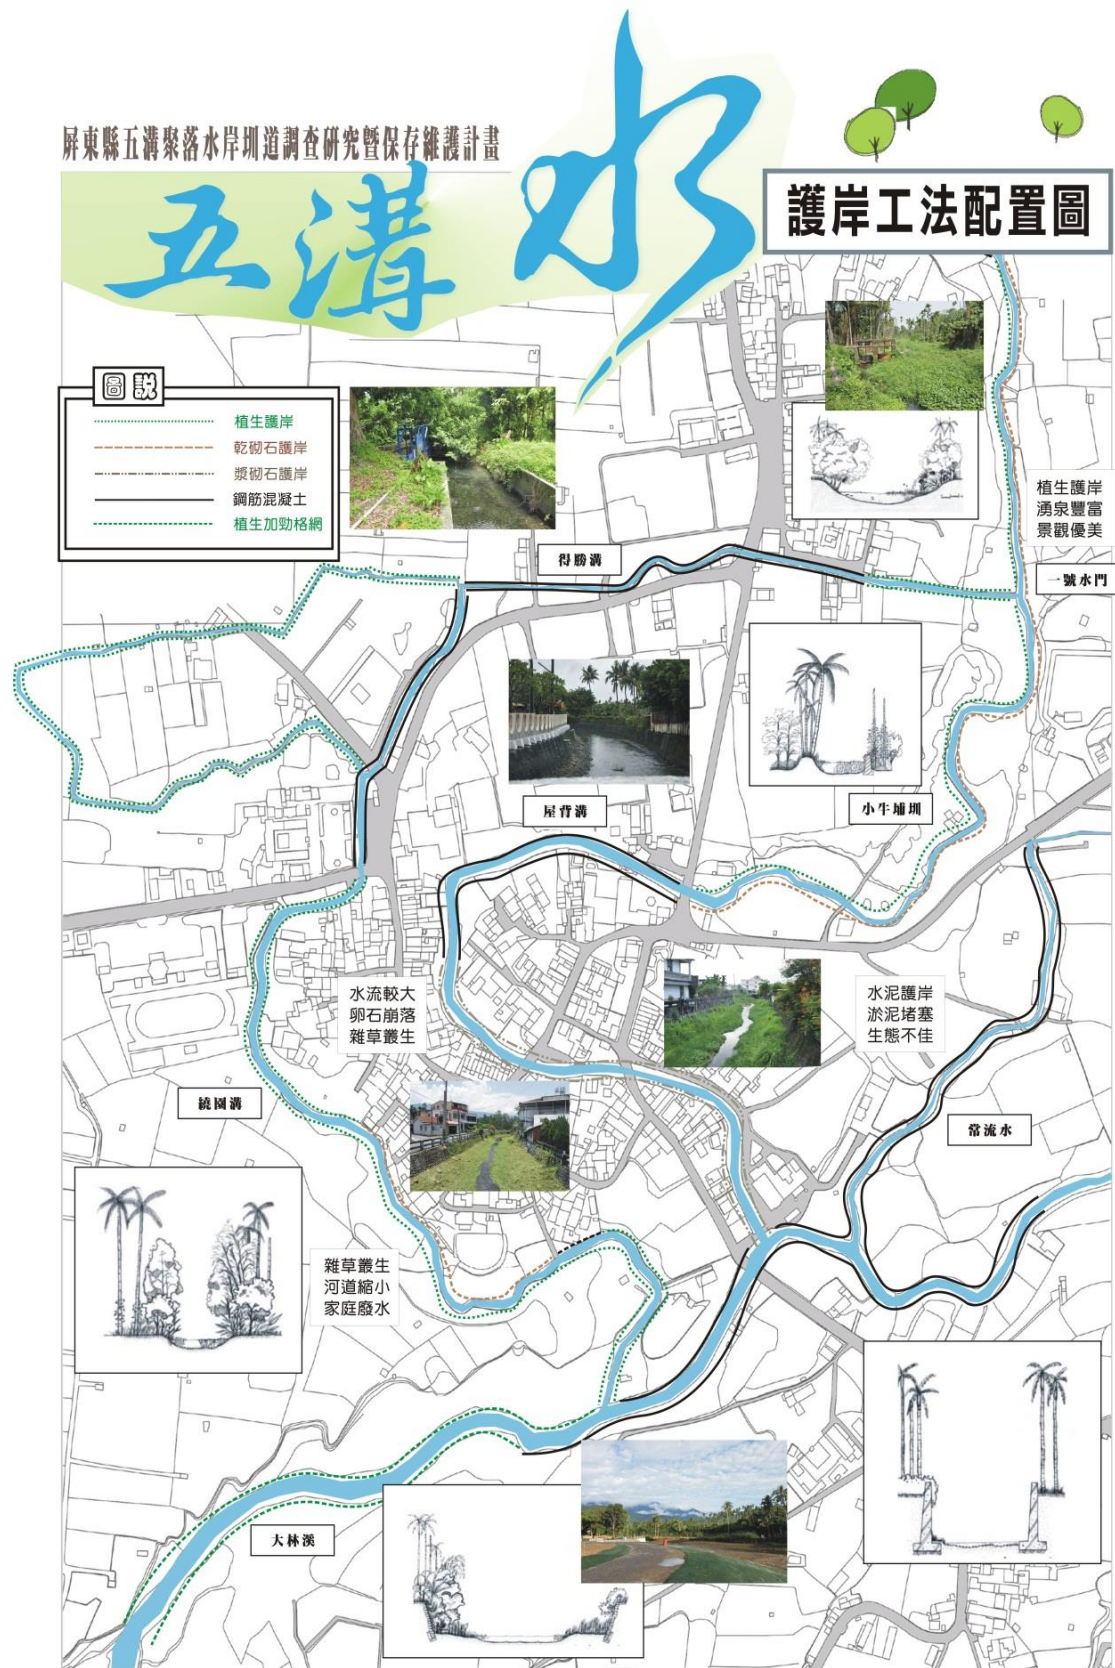 屏東縣五溝聚落水岸圳道調查研究暨保存維護計畫
五溝水
護岸工法配置圖
圖説
植生護岸
乾砌石護岸
漿砌石護岸
鋼筋混凝土
植生加勁格網
植生護岸
湧泉豐富
景觀優美
得勝溝
一號水門
屋背溝
小牛埔圳
水流較大
卵石崩落
雜草叢生
水泥護岸
淤泥堵塞
生態不佳
繞園溝
常流水
雜草叢生
河道縮小
家庭廢水
大林溪